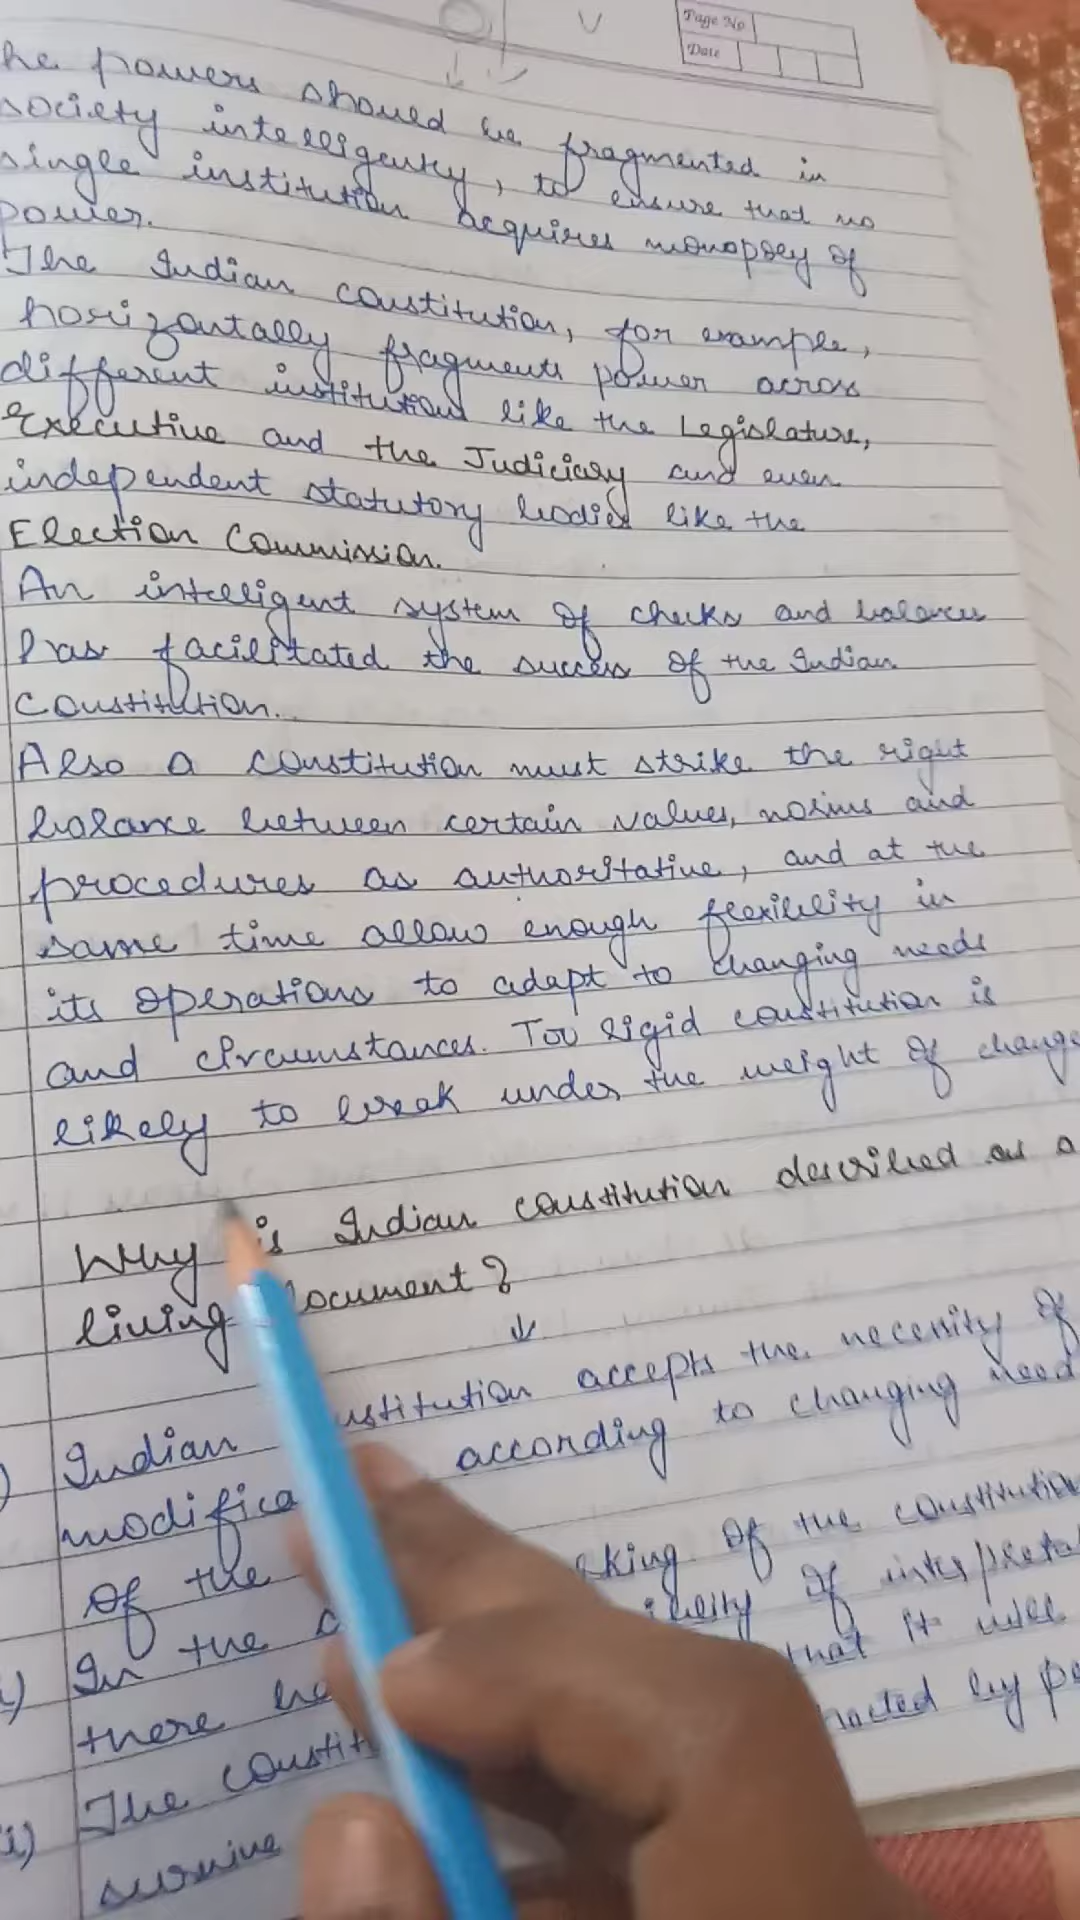 Page No
Date
he powers should be fragmented in
society intelligently, to ensure that no
single institution acquires monopoly of
power.
The Indian constitution, for example,
horizontally fragments power across
different institutions like the Legislature,
Executive and the Judiciary and even
independent statutory bodies like the
Election Commission.
An intelligent system of checks and balances
has facilitated the success of the Indian
Constitution.
Also a constitution must strike the right
balance between certain values, norms and
procedures as authoritative, and at the
same time allow enough flexibility in
its operations to adapt to changing needs
and circumstances. Too rigid constitution is
likely to break under the weight of change
Why is Indian constitution described as a
living document?
Indian stitution accepts the necessity of
modifica according to changing need
of the
In the king of the constitution
there of interpreta
The constit that it will
survive acted by pe